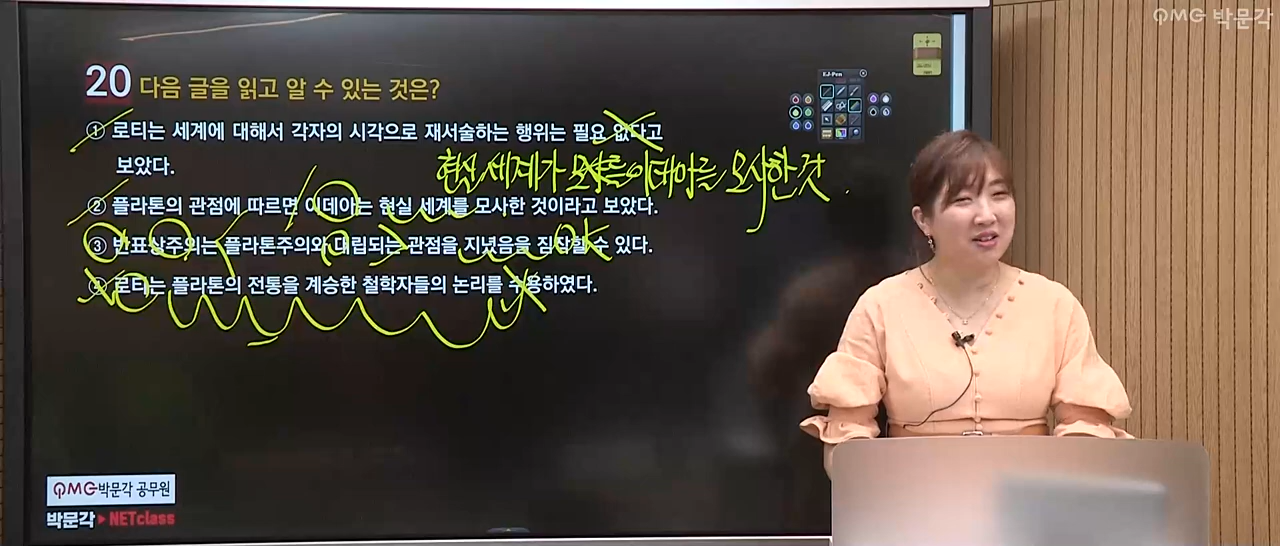 PMG 박문각
EJ-Pen
20 다음 글을 읽고 알 수 있는 것은?
① 로티는 세계에 대해서 각자의 시각으로 재서술하는 행위는 필요 없다고
보았다.
현실 세계가 이데아를 모사한 것
② 플라톤의 관점에 따르면 이데아는 현실 세계를 모사한 것이라고 보았다.
③ 반표상주의는 플라톤주의와 대립되는 관점을 지녔음을 짐작할 수 있다.
④ 로티는 플라톤의 전통을 계승한 철학자들의 논리를 수용하였다.
PMG 박문각 공무원
박문각 NETclass